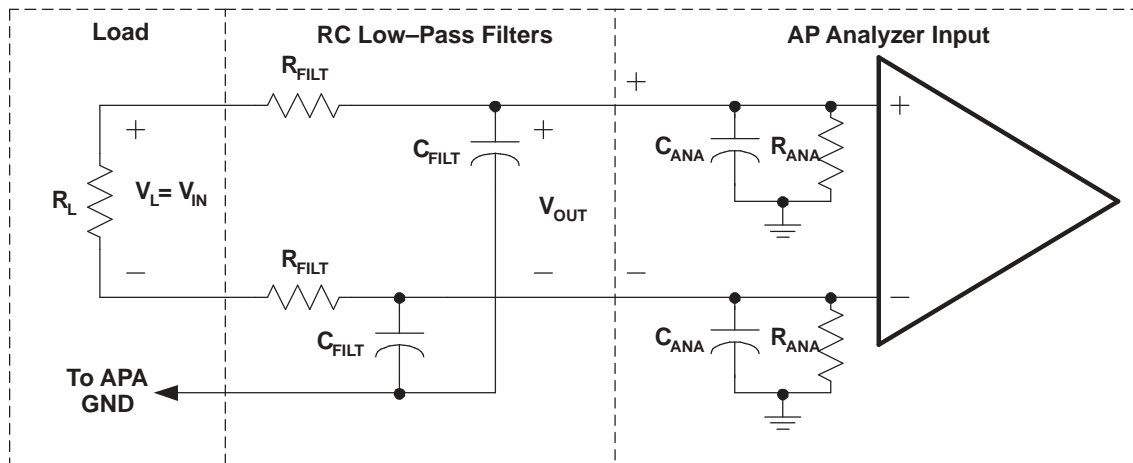 Load
RC Low–Pass Filters
AP Analyzer Input
R_FILT
+
+
+
+
C_FILT
C_ANA
R_ANA
R_L
V_L= V_IN
V_OUT
R_FILT
−
−
−
−
C_FILT
C_ANA
R_ANA
To APA
GND